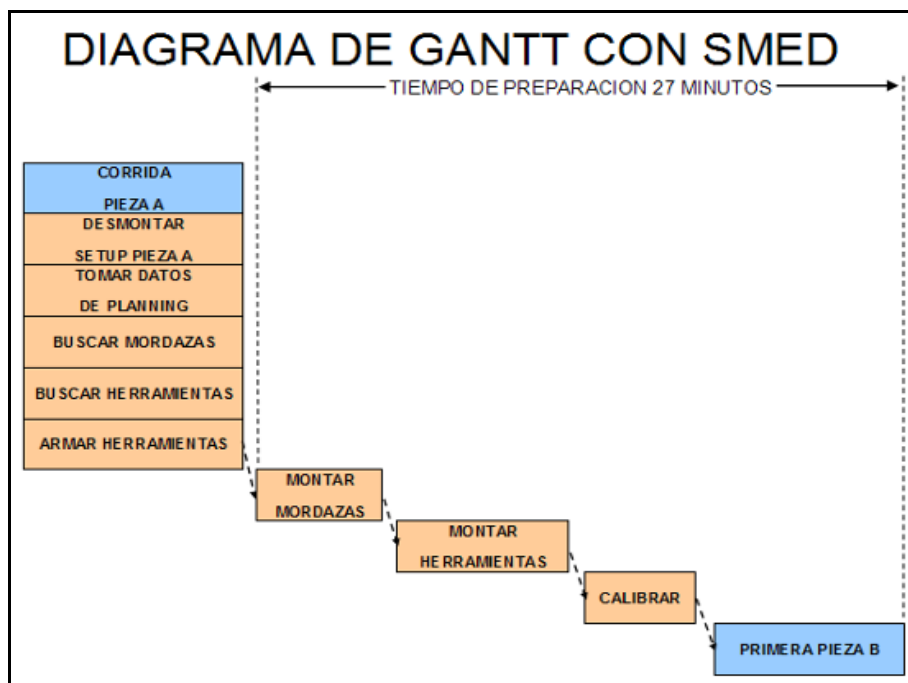 DIAGRAMA DE GANTT CON SMED
TIEMPO DE PREPARACION 27 MINUTOS
CORRIDA
PIEZA A
DESMONTAR
SETUP PIEZA A
TOMAR DATOS
DE PLANNING
BUSCAR MORDAZAS
BUSCAR HERRAMIENTAS
ARMAR HERRAMIENTAS
MONTAR
MORDAZAS
MONTAR
HERRAMIENTAS
CALIBRAR
PRIMERA PIEZA B